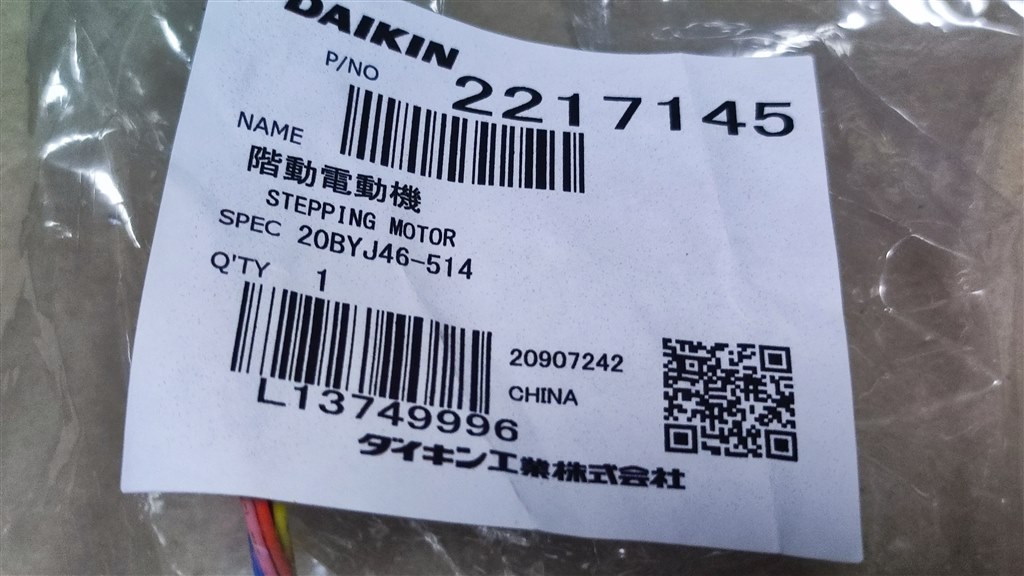 DAIKIN
P/NO 2217145
NAME
階動電動機
STEPPING MOTOR
SPEC 20BYJ46-514
Q'TY 1
20907242
CHINA
L13749996
ダイキン工業株式会社